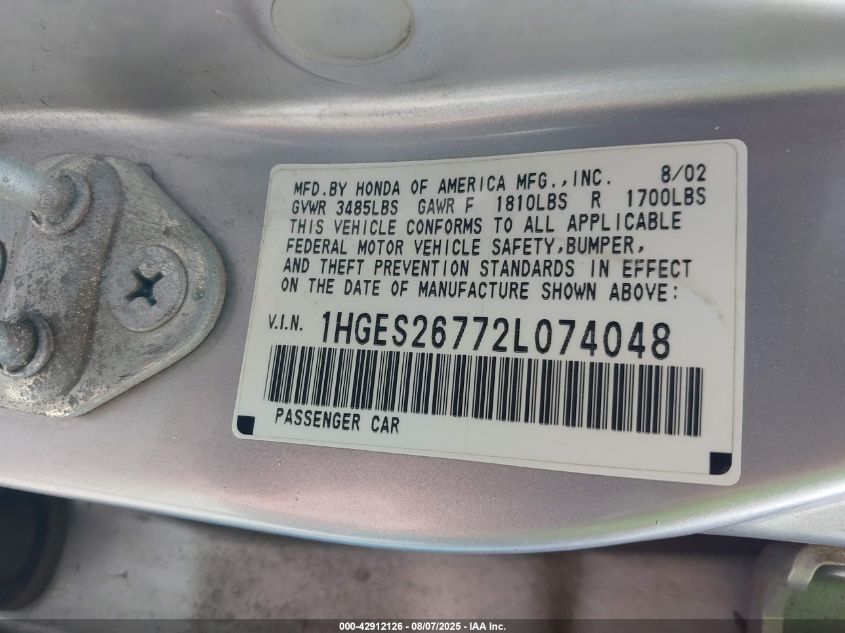 MFD.BY HONDA OF AMERICA MFG.,INC. 8/02
GVWR 3485LBS GAWR F 1810LBS R 1700LBS
THIS VEHICLE CONFORMS TO ALL APPLICABLE
FEDERAL MOTOR VEHICLE SAFETY,BUMPER,
AND THEFT PREVENTION STANDARDS IN EFFECT
ON THE DATE OF MANUFACTURE SHOWN ABOVE:
V.I.N. 1HGES26772L074048
PASSENGER CAR
000-42912126 - 08/07/2025 - IAA Inc.